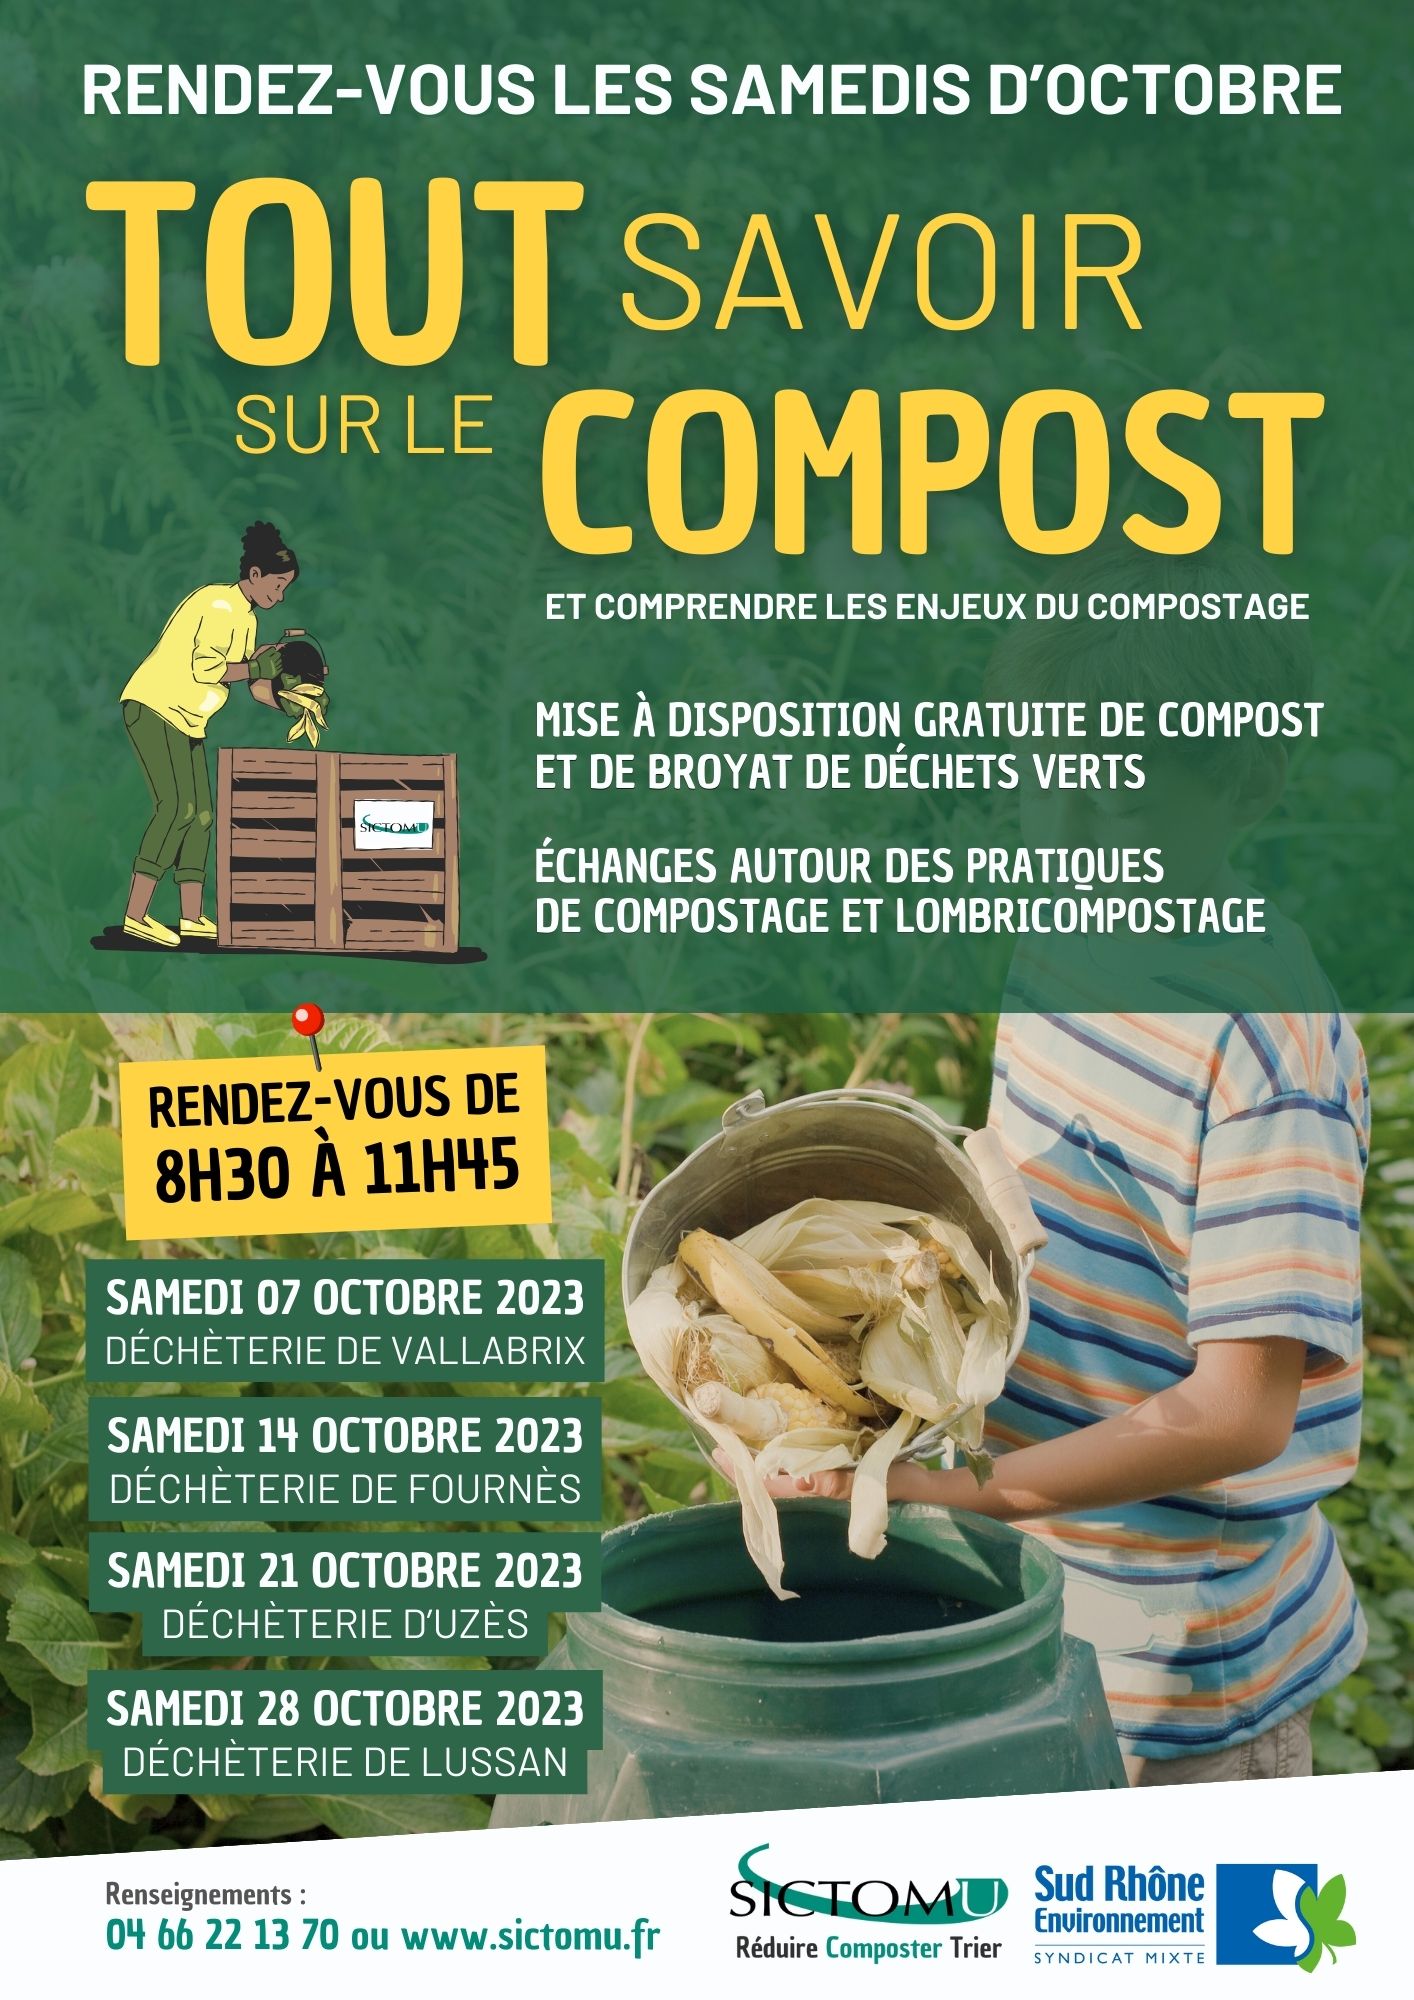 RENDEZ-VOUS LES SAMEDIS D'OCTOBRE
TOUT SAVOIR
SUR LE COMPOST
ET COMPRENDRE LES ENJEUX DU COMPOSTAGE
MISE À DISPOSITION GRATUITE DE COMPOST
ET DE BROYAT DE DÉCHETS VERTS
ÉCHANGES AUTOUR DES PRATIQUES
DE COMPOSTAGE ET LOMBRICOMPOSTAGE
SICTOMU
RENDEZ-VOUS DE
8H30 À 11H45
SAMEDI 07 OCTOBRE 2023
DÉCHÈTERIE DE VALLABRIX
SAMEDI 14 OCTOBRE 2023
DÉCHÈTERIE DE FOURNÈS
SAMEDI 21 OCTOBRE 2023
DÉCHÈTERIE D'UZÈS
SAMEDI 28 OCTOBRE 2023
DÉCHÈTERIE DE LUSSAN
Renseignements :
04 66 22 13 70 ou www.sictomu.fr
SICTOMU
Réduire Composter Trier
Sud Rhône
Environnement
SYNDICAT MIXTE